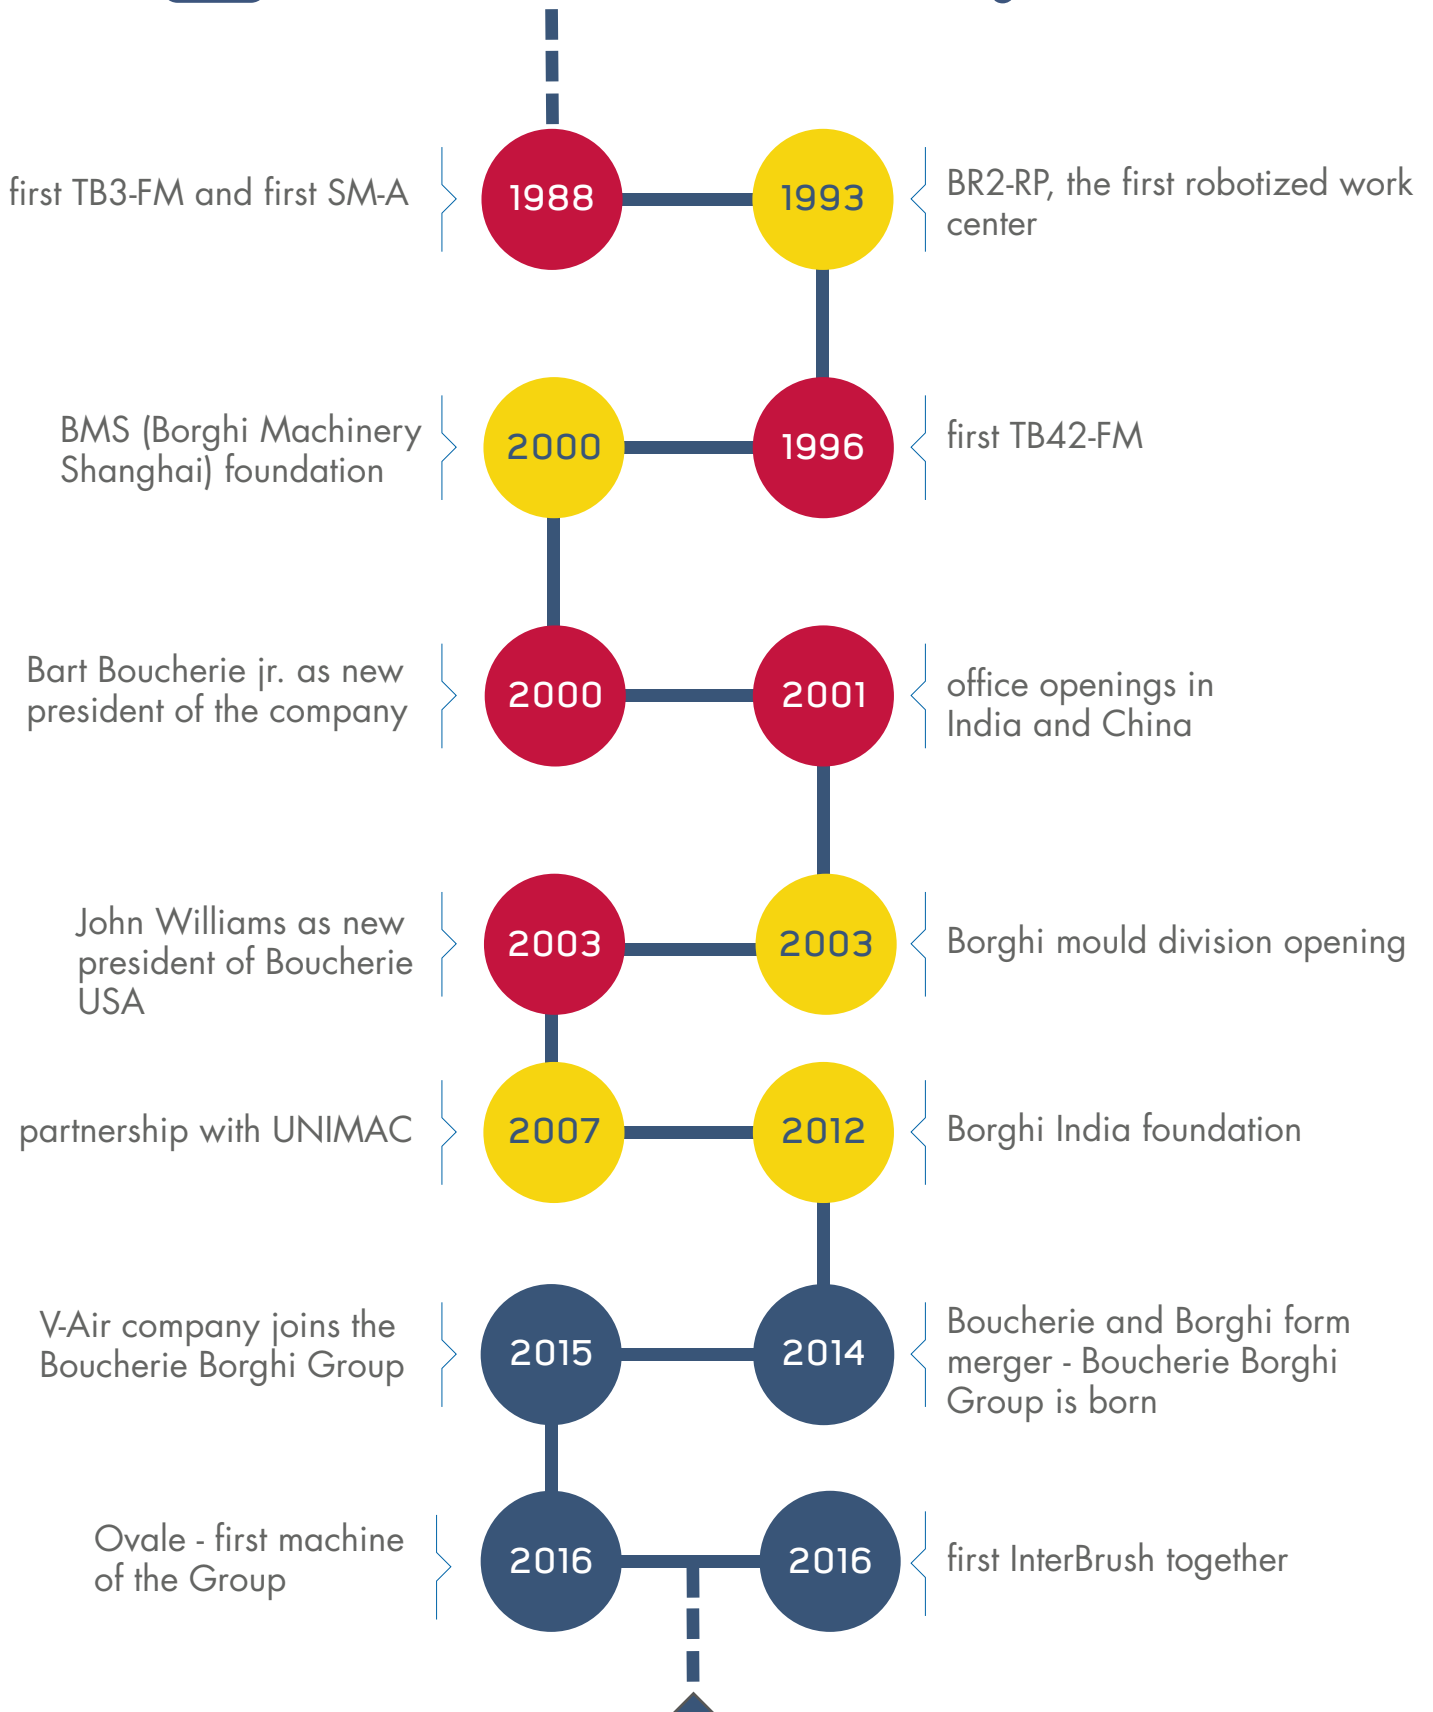 first TB3-FM and first SM-A
1988
1993
BR2-RP, the first robotized work
center
BMS (Borghi Machinery
Shanghai) foundation
2000
1996
first TB42-FM
Bart Boucherie jr. as new
president of the company
2000
2001
office openings in
India and China
John Williams as new
president of Boucherie
USA
2003
2003
Borghi mould division opening
partnership with UNIMAC
2007
2012
Borghi India foundation
V-Air company joins the
Boucherie Borghi Group
2015
2014
Boucherie and Borghi form
merger - Boucherie Borghi
Group is born
Ovale - first machine
of the Group
2016
2016
first InterBrush together